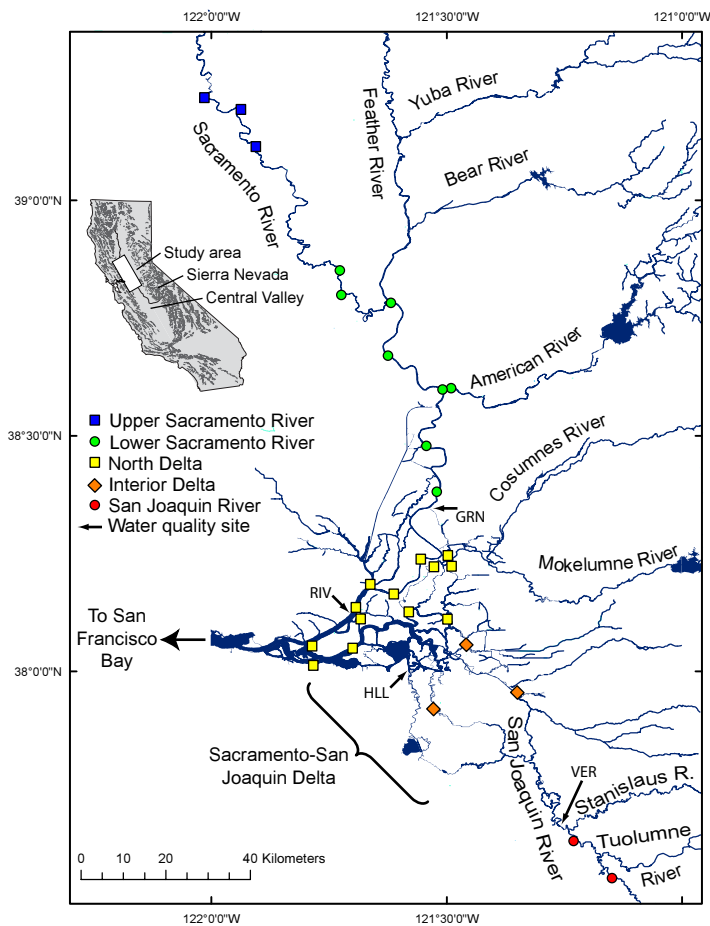 122°0'0"W 121°30'0"W 121°0'0"W
Yuba River
Feather River
Sacramento River
Bear River
39°0'0"N
Study area
Sierra Nevada
Central Valley
American River
Upper Sacramento River
Lower Sacramento River
North Delta
Interior Delta
San Joaquin River
Water quality site
38°30'0"N
Cosumnes River
GRN
Mokelumne River
RIV
To San
Francisco
Bay
38°0'0"N
HLL
Sacramento-San
Joaquin Delta
San Joaquin River
VER
Stanislaus R.
Tuolumne
River
0 10 20 40 Kilometers
122°0'0"W 121°30'0"W 121°0'0"W